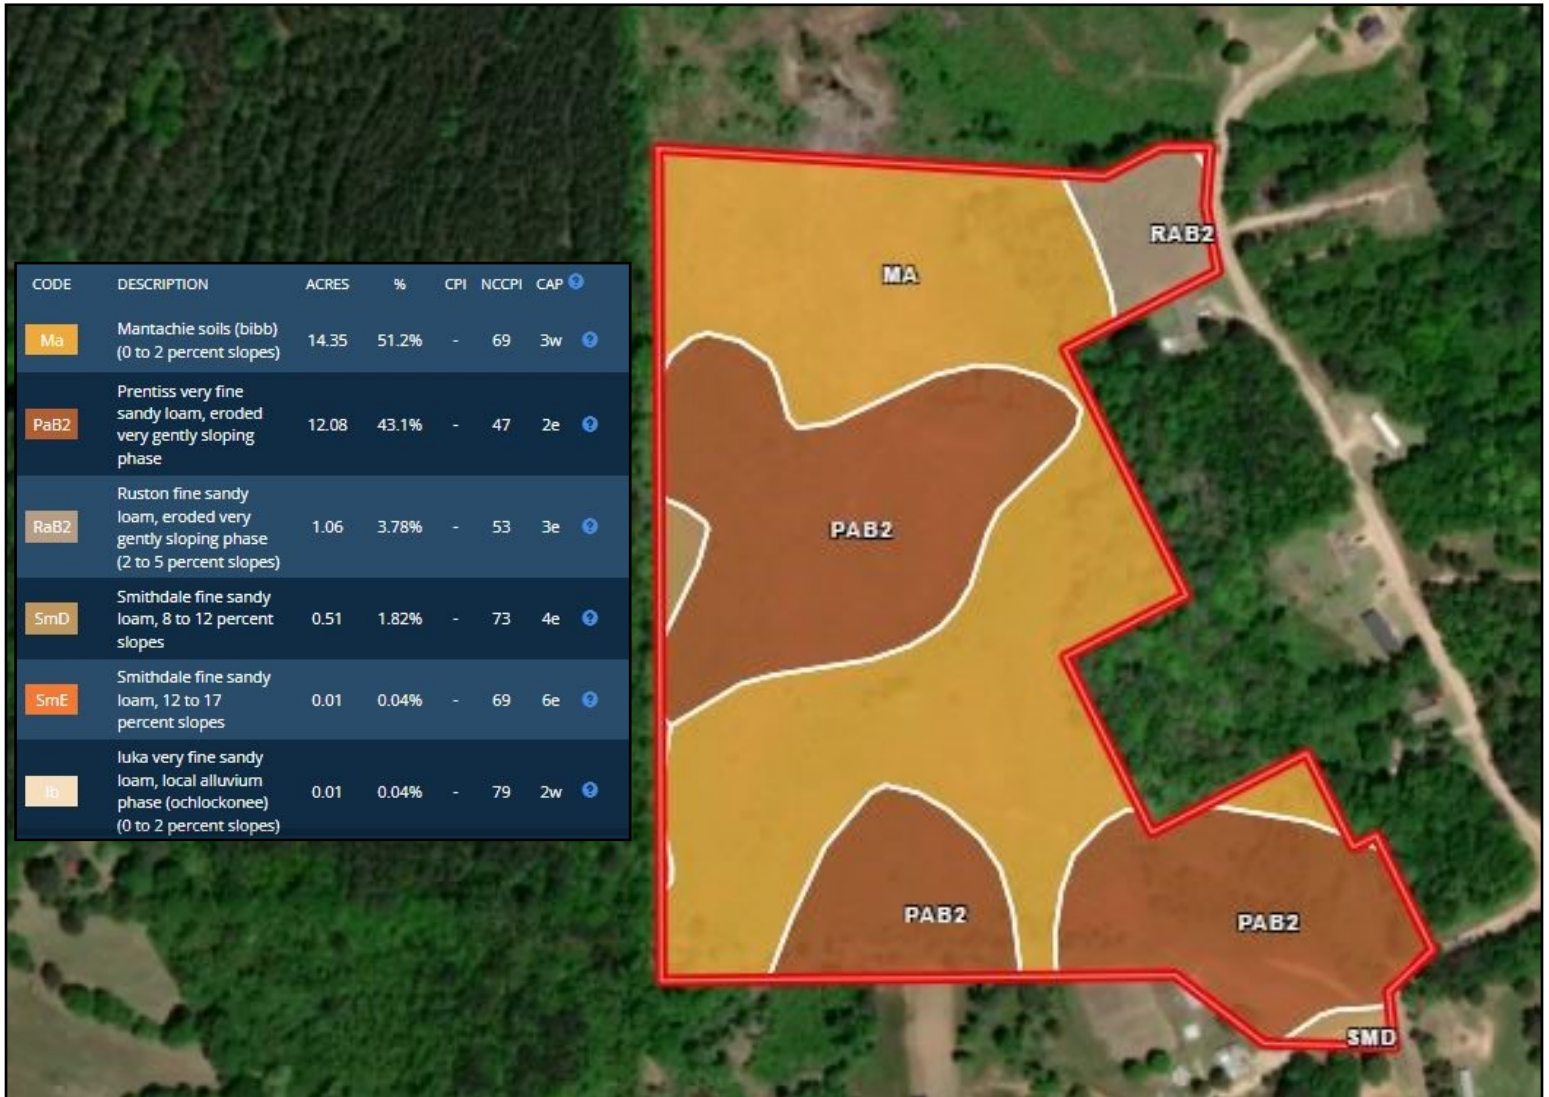 CODE DESCRIPTION ACRES % CPI NCCPI CAP ?
Ma Mantachie soils (bibb) (0 to 2 percent slopes) 14.35 51.2% - 69 3w ?
PaB2 Prentiss very fine sandy loam, eroded very gently sloping phase 12.08 43.1% - 47 2e ?
RaB2 Ruston fine sandy loam, eroded very gently sloping phase (2 to 5 percent slopes) 1.06 3.78% - 53 3e ?
SmD Smithdale fine sandy loam, 8 to 12 percent slopes 0.51 1.82% - 73 4e ?
SmE Smithdale fine sandy loam, 12 to 17 percent slopes 0.01 0.04% - 69 6e ?
Ib Iuka very fine sandy loam, local alluvium phase (ochlockonee) (0 to 2 percent slopes) 0.01 0.04% - 79 2w ?
RAB2
MA
PAB2
PAB2
PAB2
SMD